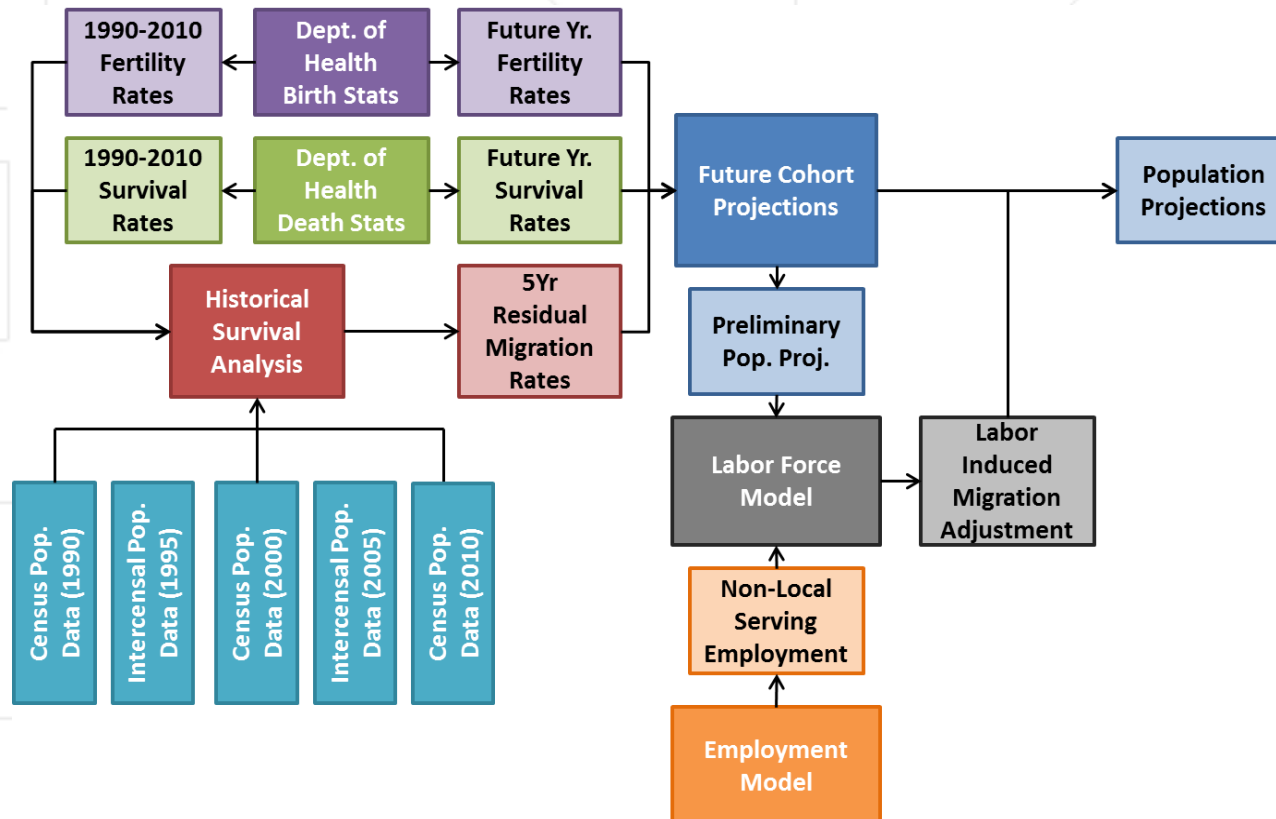 1990-2010
Fertility
Rates
Dept. of
Health
Birth Stats
Future Yr.
Fertility
Rates
1990-2010
Survival
Rates
Dept. of
Health
Death Stats
Future Yr.
Survival
Rates
Future Cohort
Projections
Population
Projections
Historical
Survival
Analysis
5Yr
Residual
Migration
Rates
Preliminary
Pop. Proj.
Labor Force
Model
Labor
Induced
Migration
Adjustment
Census Pop.
Data (1990)
Intercensal Pop.
Data (1995)
Census Pop.
Data (2000)
Intercensal Pop.
Data (2005)
Census Pop.
Data (2010)
Non-Local
Serving
Employment
Employment
Model